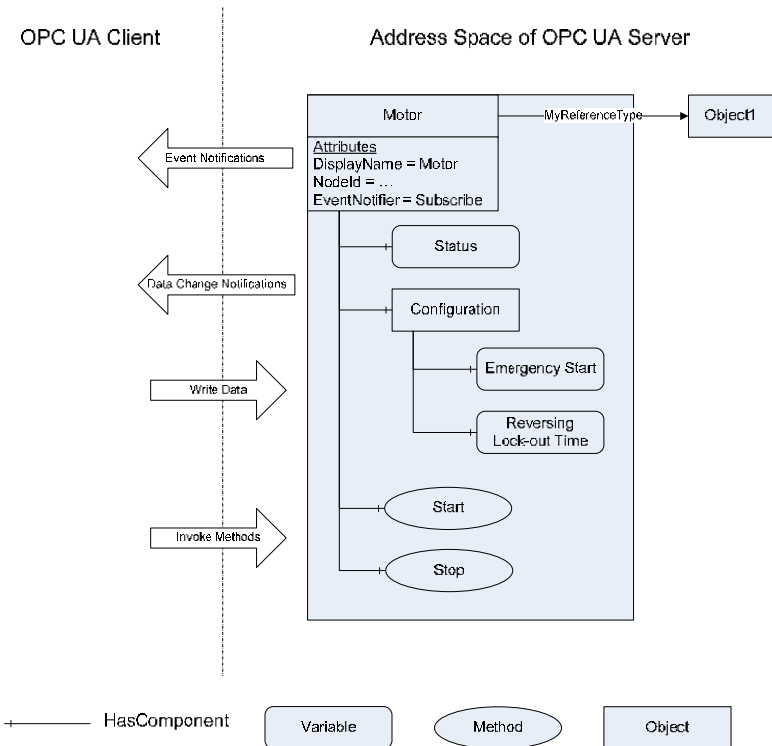 OPC UA Client
Address Space of OPC UA Server
Motor
MyReferenceType
Object1
Attributes
DisplayName = Motor
NodeId = ...
EventNotifier = Subscribe
Event Notifications
Status
Data Change Notifications
Configuration
Emergency Start
Write Data
Reversing
Lock-out Time
Start
Invoke Methods
Stop
HasComponent
Variable
Method
Object